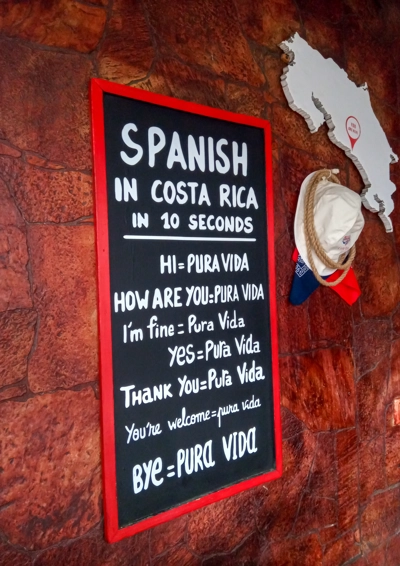 SPANISH
IN COSTA RICA
IN 10 SECONDS
HI=PURA VIDA
HOW ARE YOU=PURA VIDA
I'm fine=Pura Vida
YES=PURA VIDA
THANK YOU=PURA VIDA
You're welcome=pura vida
BYE=PURA VIDA